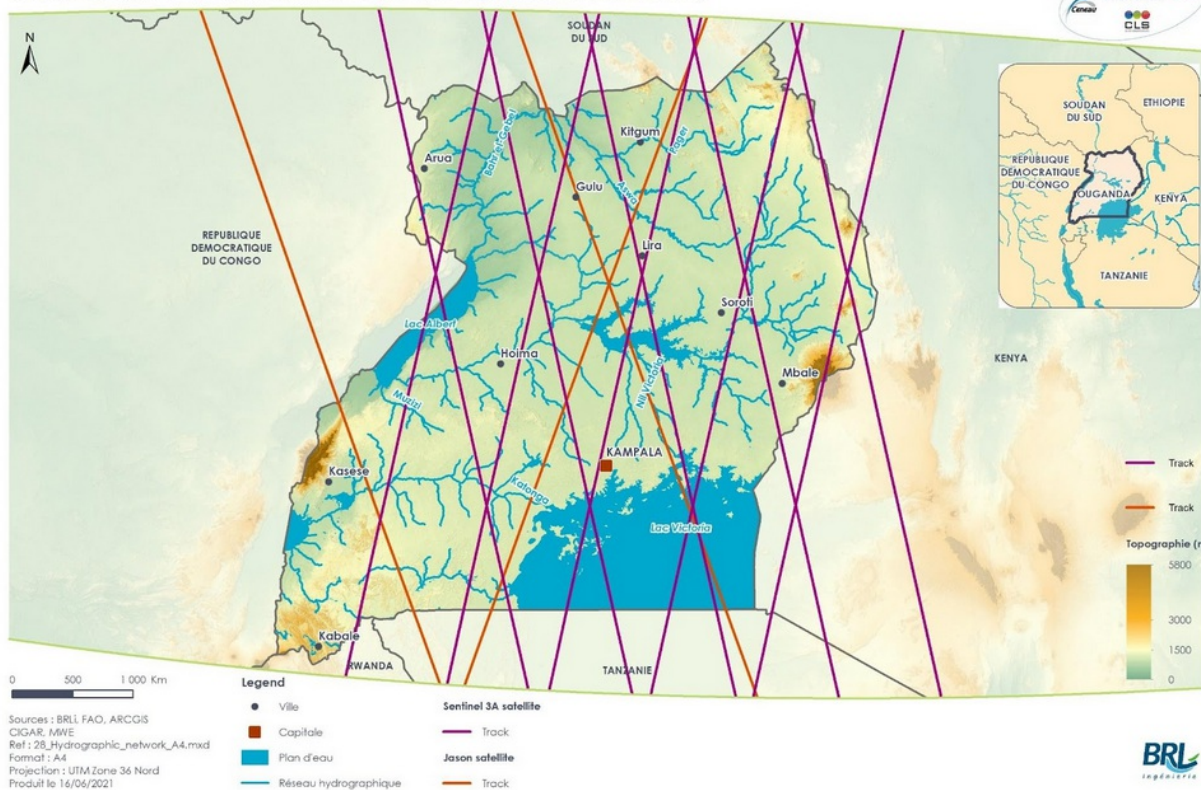 Ceneau
CLS
N
SOUDAN
DU SUD
SOUDAN
DU SUD
ETHIOPIE
REPUBLIQUE
DEMOCRATIQUE
DU CONGO
OUGANDA
KENYA
TANZANIE
Kitgum
Pager
Bahr-el-Gebel
Arua
Gulu
Aswa
REPUBLIQUE
DEMOCRATIQUE
DU CONGO
Lira
Soroti
Lac Albert
Hoima
KENYA
Mbale
Nil Victoria
Muzizi
KAMPALA
Kasese
Katonga
Lac Victoria
Kabale
RWANDA
TANZANIE
Track
Track
Topographie (m
5800
3000
1500
0
0 500 1 000 Km
Sources : BRLi, FAO, ARCGIS
CIGAR, MWE
Ref : 28_Hydrographic_network_A4.mxd
Format : A4
Projection : UTM Zone 36 Nord
Produit le 16/06/2021
Legend
Ville
Capitale
Plan d'eau
Réseau hydrographique
Sentinel 3A satellite
Track
Jason satellite
Track
BRL
Ingénierie